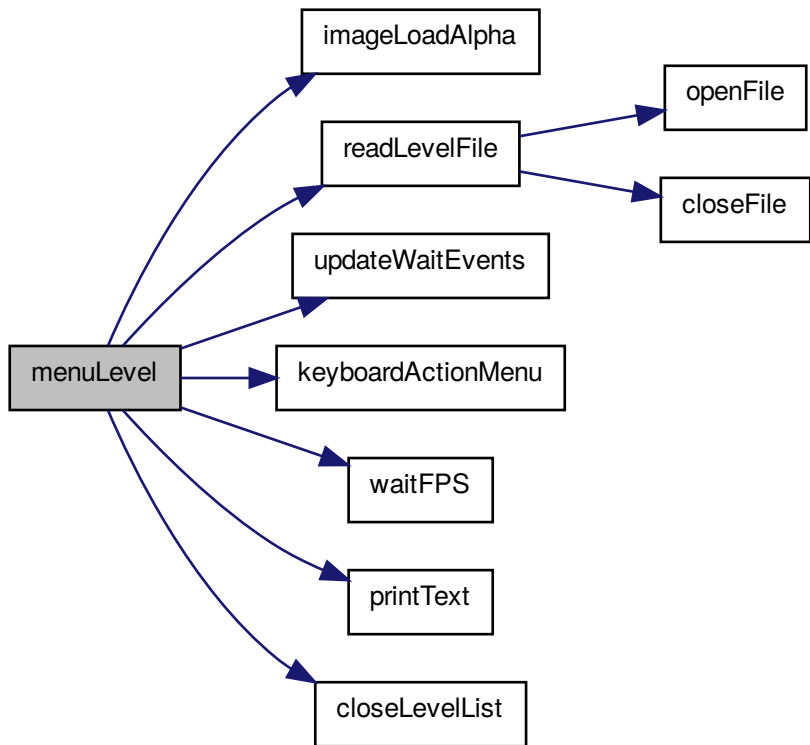 imageLoadAlpha
openFile
readLevelFile
closeFile
updateWaitEvents
menuLevel
keyboardActionMenu
waitFPS
printText
closeLevelList